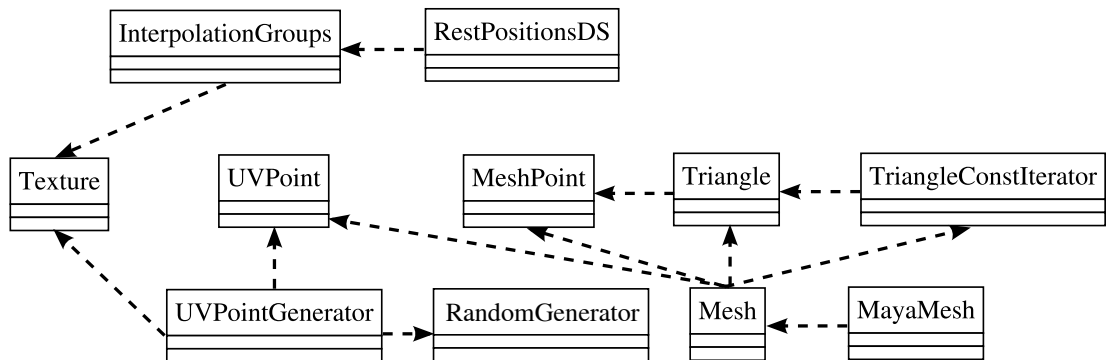 InterpolationGroups
RestPositionsDS
Texture
UVPoint
MeshPoint
Triangle
TriangleConstIterator
UVPointGenerator
RandomGenerator
Mesh
MayaMesh